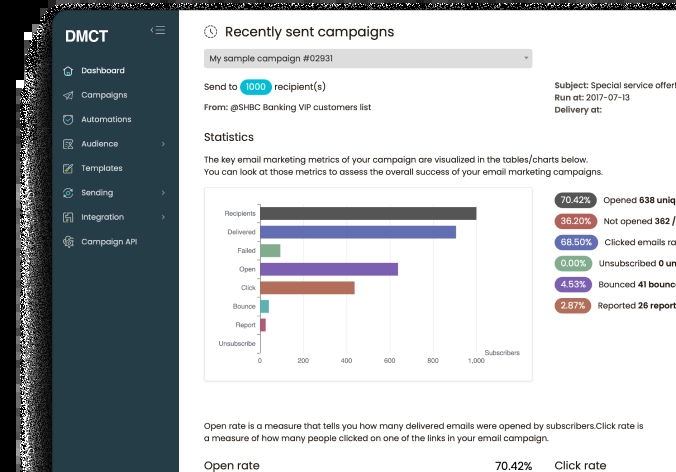 DMCT
Dashboard
Campaigns
Automations
Audience
Templates
Sending
Integration
Campaign API
Recently sent campaigns
My sample campaign #02931
Send to 1000 recipient(s)
From: @SHBC Banking VIP customers list
Subject: Special service offer!
Run at: 2017-07-13
Delivery at:
Statistics
The key email marketing metrics of your campaign are visualized in the tables/charts below.
You can look at those metrics to assess the overall success of your email marketing campaigns.
Recipients
Delivered
Failed
Open
Click
Bounce
Report
Unsubscribe
0 200 400 600 800 1,000
Subscribers
70.42% Opened 638 uniq
36.20% Not opened 362 /
68.50% Clicked emails ra
0.00% Unsubscribed 0 un
4.53% Bounced 41 bounce
2.87% Reported 26 report
Open rate is a measure that tells you how many delivered emails were opened by subscribers.Click rate is
a measure of how many people clicked on one of the links in your email campaign.
Open rate 70.42% Click rate